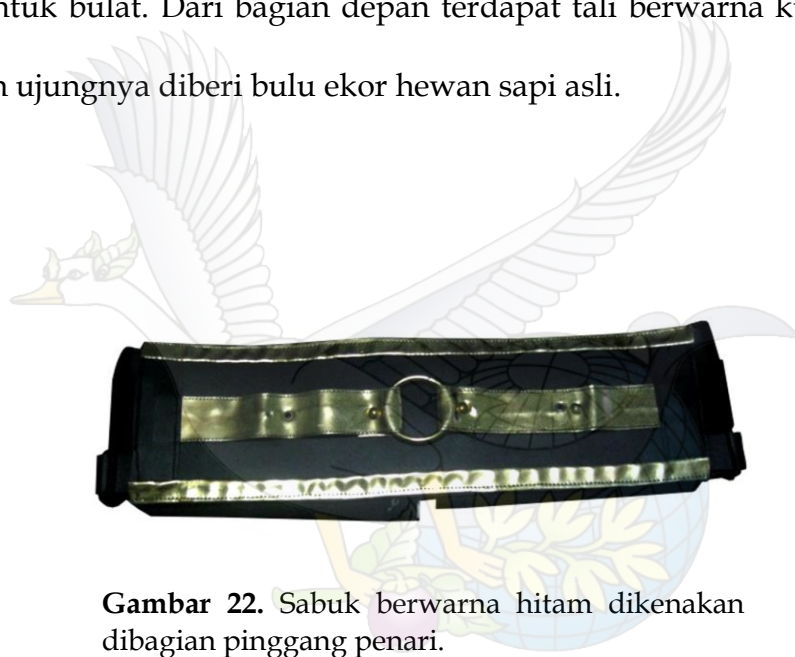 bulat. Dari bagian depan terdapat tali berwarna
ujungnya diberi bulu ekor hewan sapi asli.
Gambar 22. Sabuk berwarna hitam dikenakan
dibagian pinggang penari.